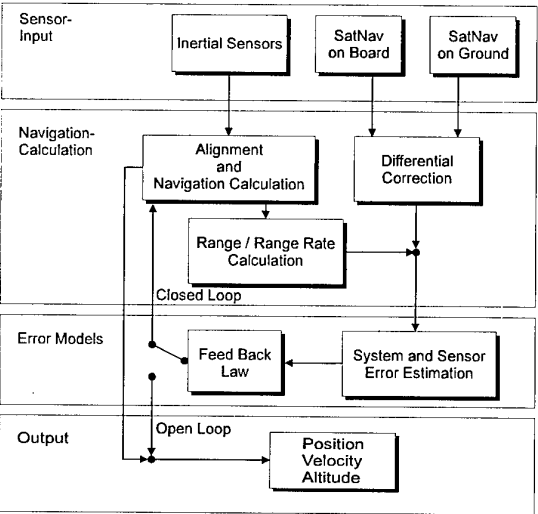 Sensor-
Input
Inertial Sensors
SatNav
on Board
SatNav
on Ground
Navigation-
Calculation
Alignment
and
Navigation Calculation
Differential
Correction
Range / Range Rate
Calculation
Closed Loop
Error Models
Feed Back
Law
System and Sensor
Error Estimation
Open Loop
Output
Position
Velocity
Altitude